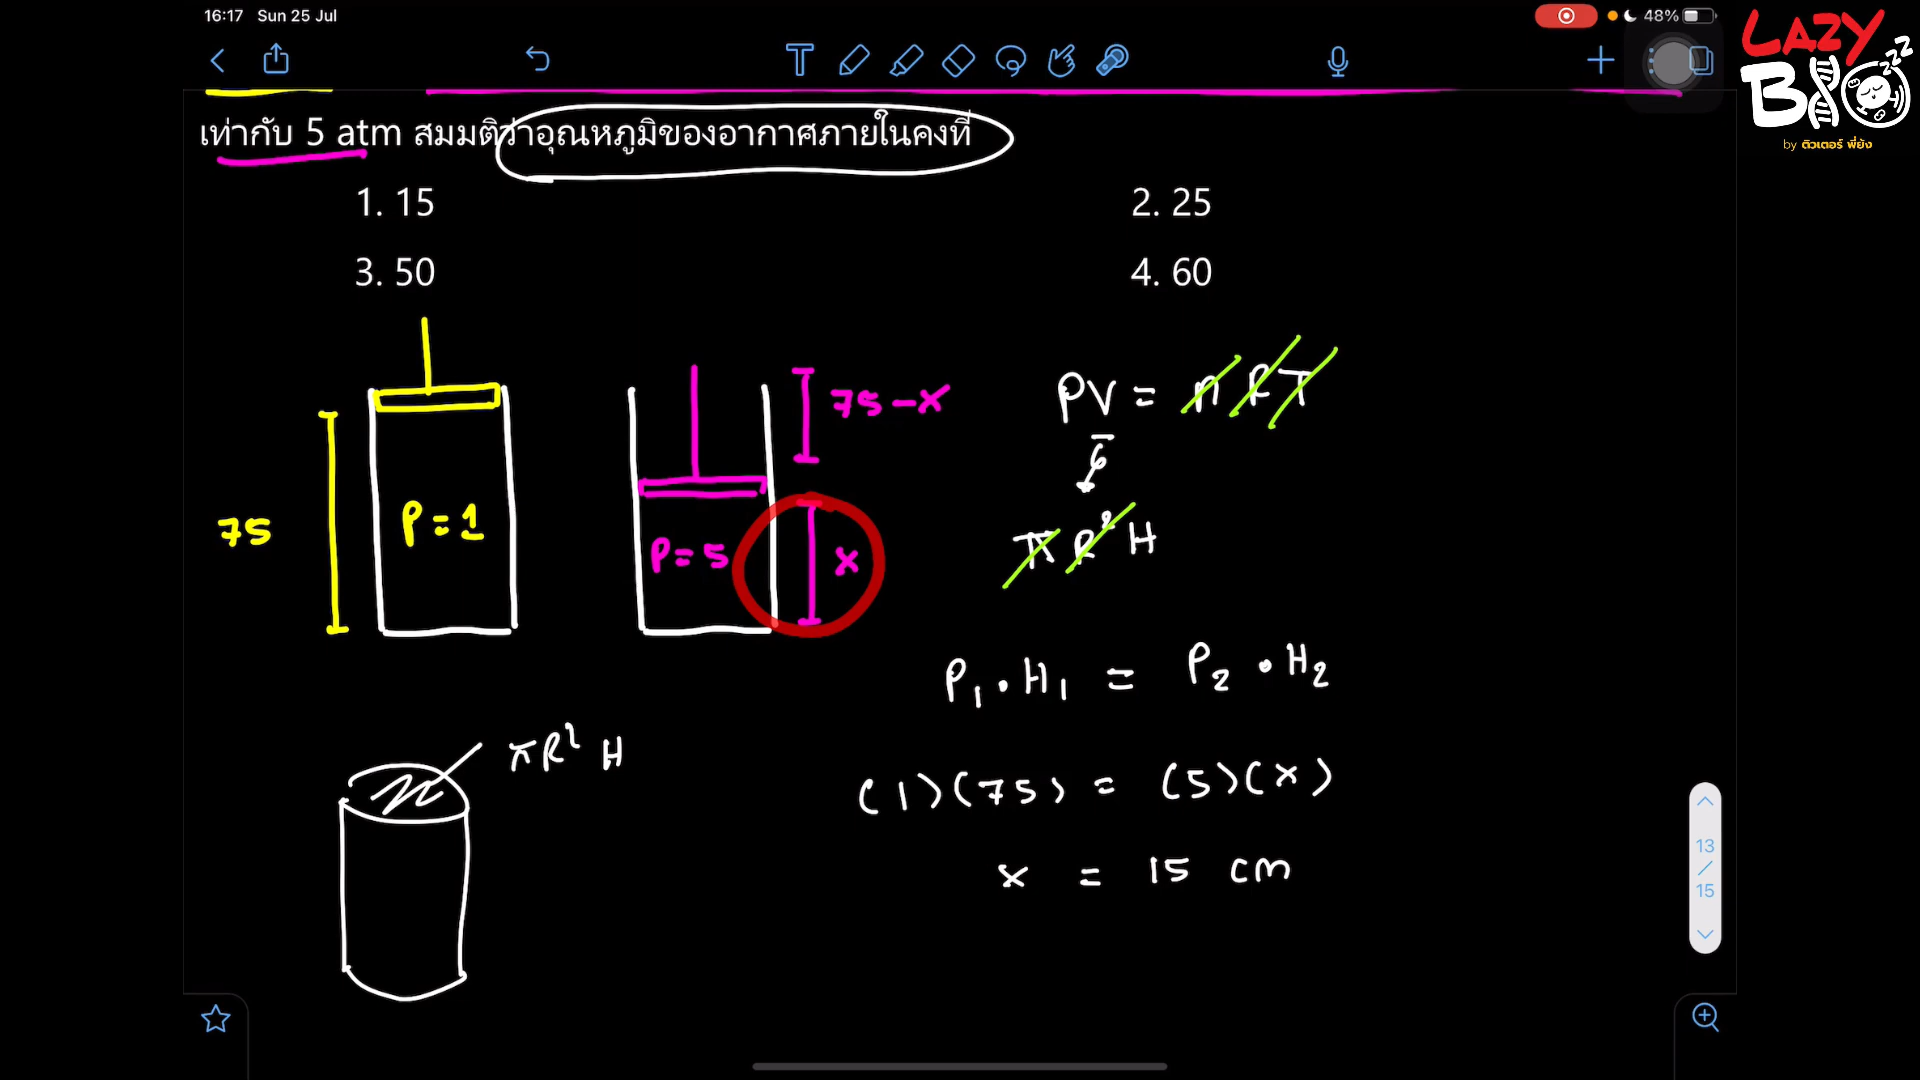 16:17 Sun 25 Jul
48%
LAZY
BIO zzz
by ติวเตอร์ พี่ยัง
เท่ากับ 5 atm สมมติว่าอุณหภูมิของอากาศภายในคงที่
1. 15
2. 25
3. 50
4. 60
75
P = 1
P = 5
75 - x
x
PV = nRT
πR²H
P₁ • H₁ = P₂ • H₂
(1)(75) = (5)(x)
x = 15 cm
πR² H
13
/
15